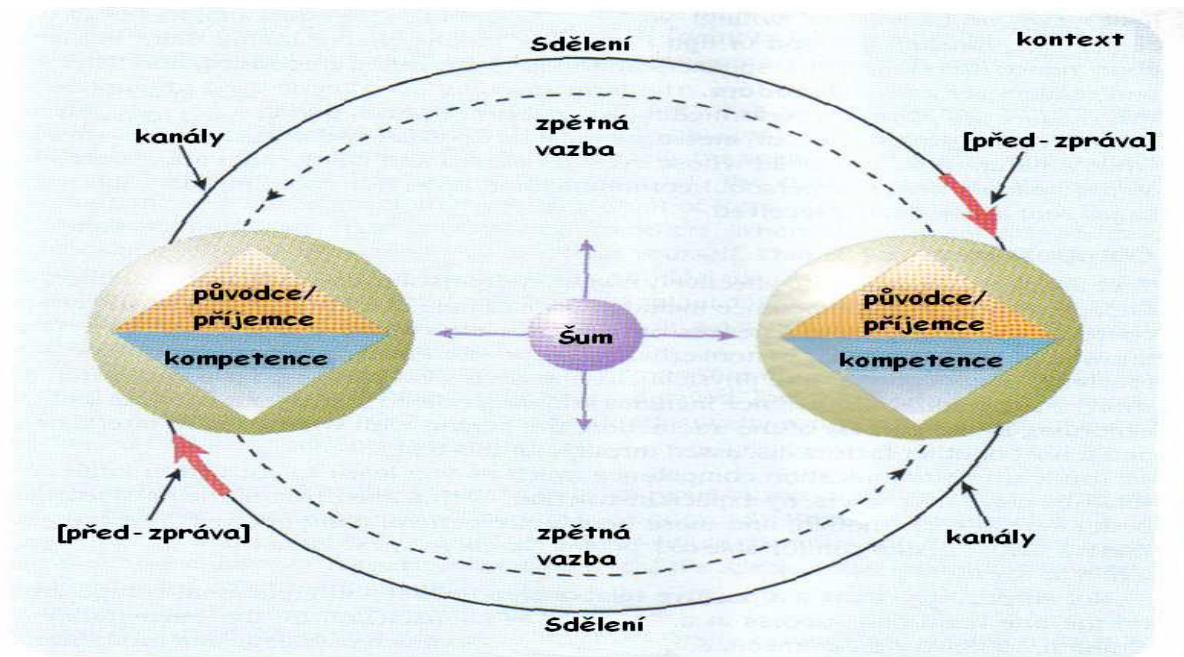 Sdělení
kontext
kanály
zpětná
vazba
[před-zpráva]
původce/
příjemce
kompetence
Šum
původce/
příjemce
kompetence
[před-zpráva]
zpětná
vazba
kanály
Sdělení